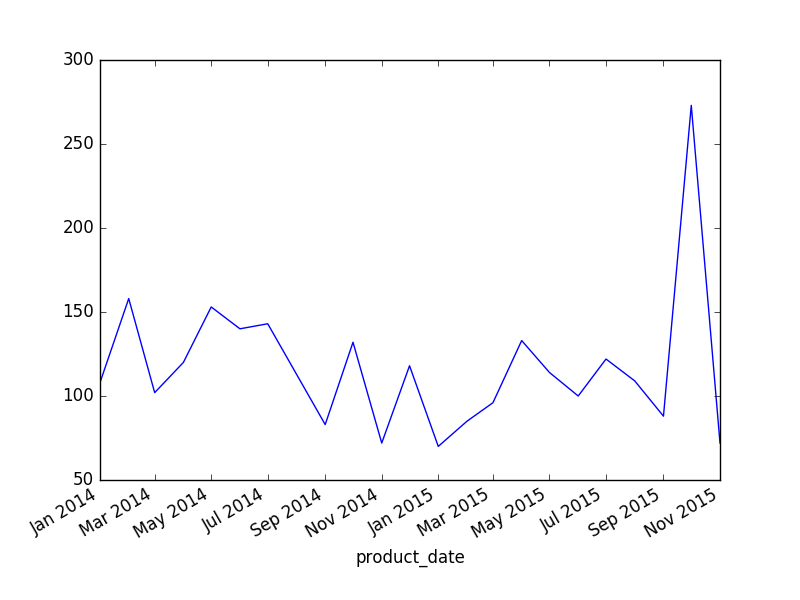 300
250
200
150
100
50
Jan 2014
Mar 2014
May 2014
Jul 2014
Sep 2014
Nov 2014
Jan 2015
Mar 2015
May 2015
Jul 2015
Sep 2015
Nov 2015
product_date